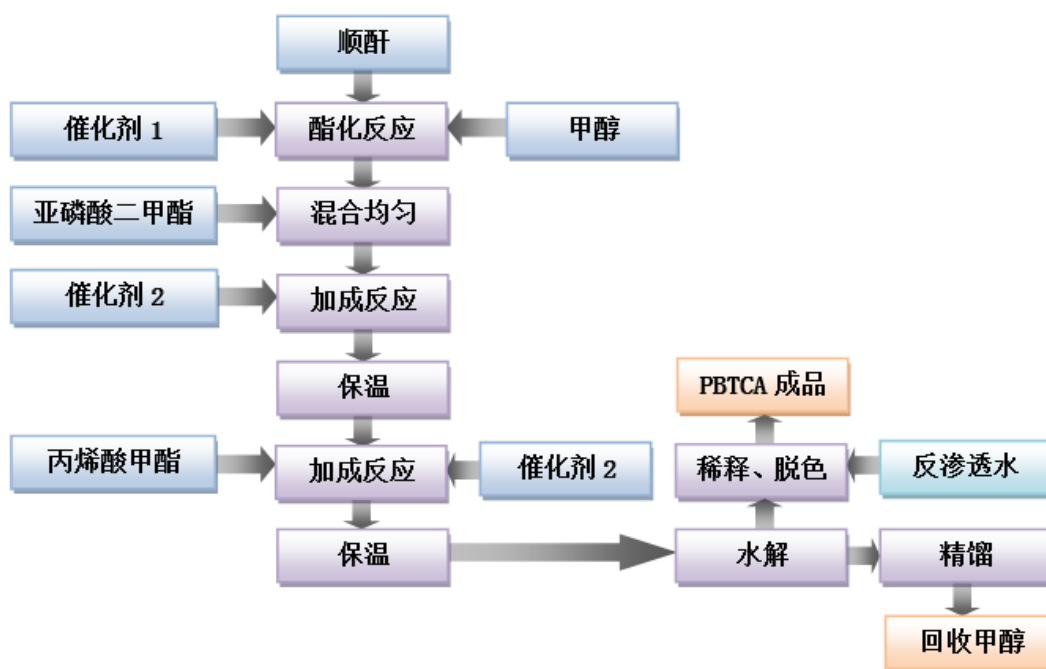 顺酐
催化剂 1
酯化反应
甲醇
亚磷酸二甲酯
混合均匀
催化剂 2
加成反应
保温
PBTCA 成品
丙烯酸甲酯
加成反应
催化剂 2
稀释、脱色
反渗透水
保温
水解
精馏
回收甲醇